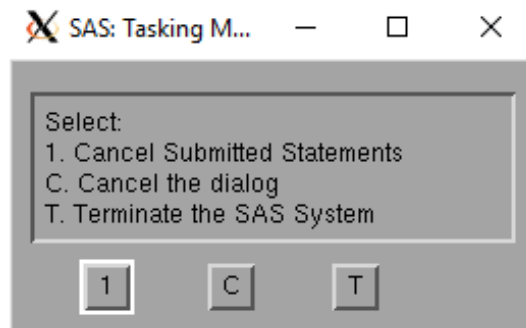 SAS: Tasking M...
Select:
1. Cancel Submitted Statements
C. Cancel the dialog
T. Terminate the SAS System
1 C T